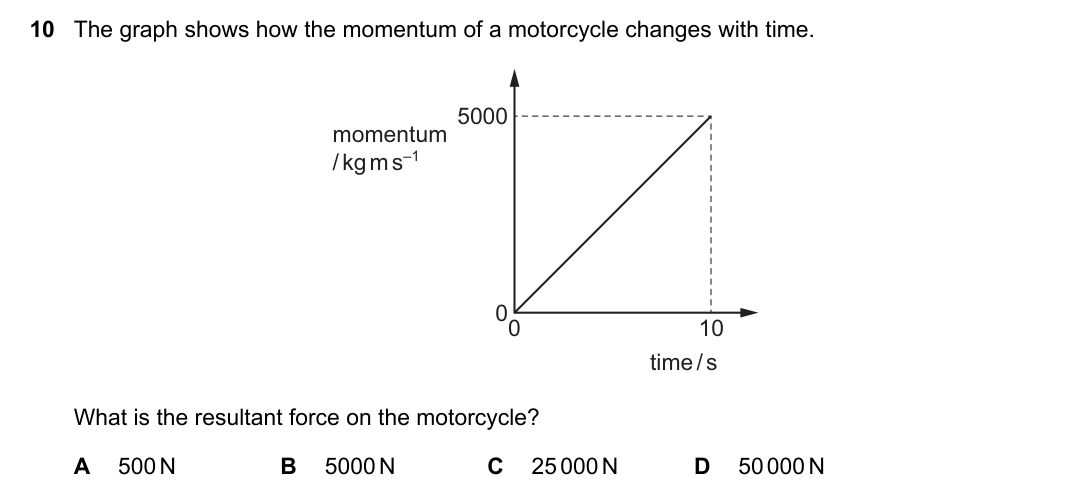 10 The graph shows how the momentum of a motorcycle changes with time.
5000
momentum
/ kg m s⁻¹
0
0
10
time / s
What is the resultant force on the motorcycle?
A 500 N B 5000 N C 25 000 N D 50 000 N